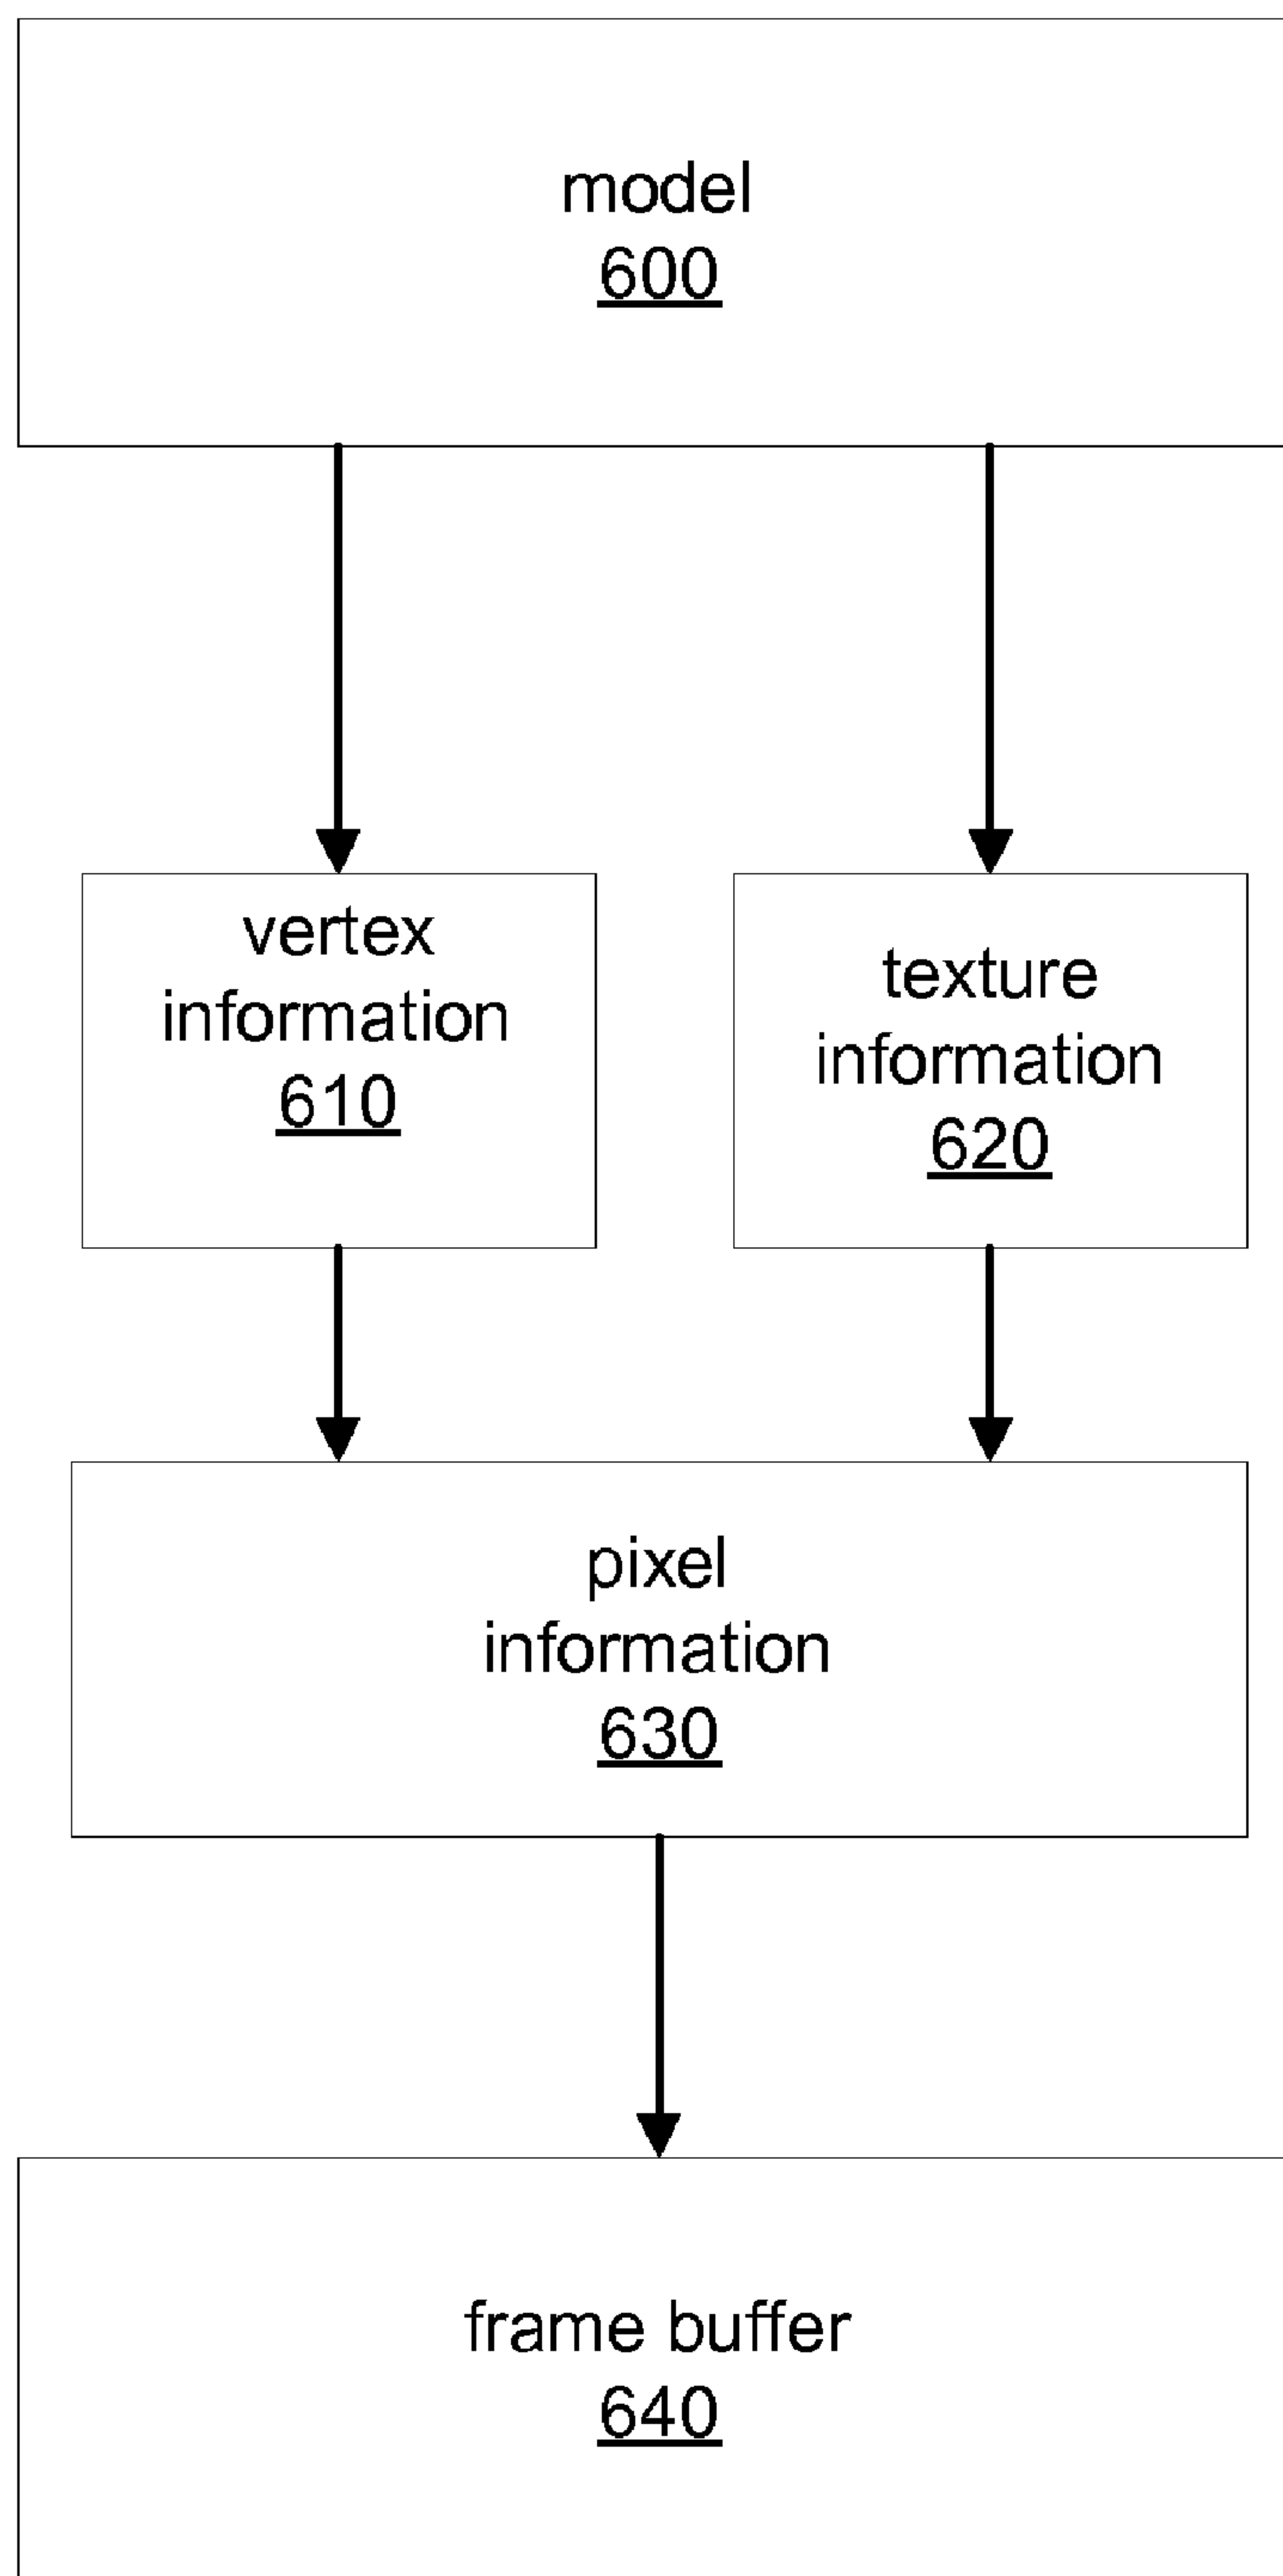 model
600
vertex
information
610
texture
information
620
pixel
information
630
frame buffer
640